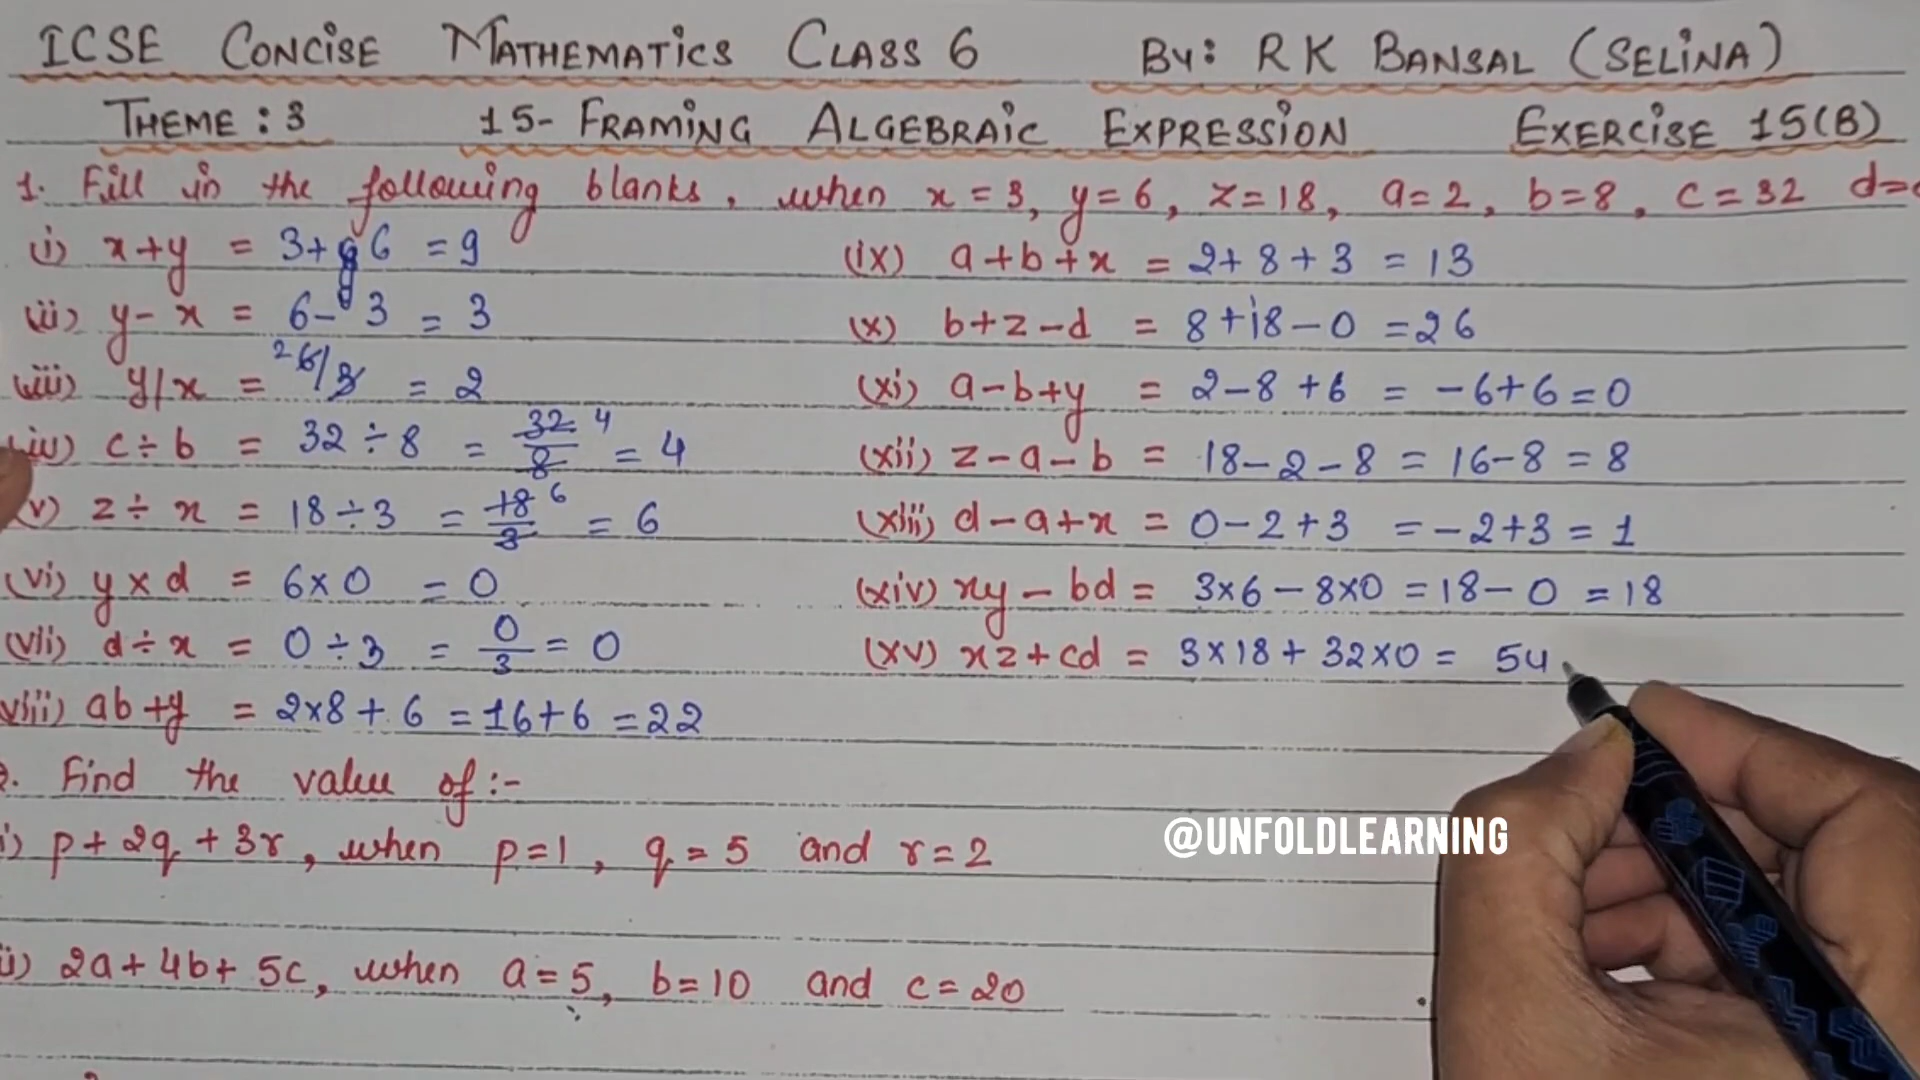 ICSE CONCISE MATHEMATICS CLASS 6 BY: R K BANSAL (SELINA)
THEME : 3 15- FRAMING ALGEBRAIC EXPRESSION EXERCISE 15(B)
1. Fill in the following blanks, when x = 3, y = 6, z = 18, a = 2, b = 8, c = 32 d =
(i) x + y = 3 + 6 = 9
(ii) y - x = 6 - 3 = 3
(iii) y/x = 6/3 2 = 2
(iv) c ÷ b = 32 ÷ 8 = 32/8 4 = 4
(v) z ÷ x = 18 ÷ 3 = 18/3 6 = 6
(vi) y × d = 6 × 0 = 0
(vii) d ÷ x = 0 ÷ 3 = 0/3 = 0
(viii) ab + y = 2×8 + 6 = 16 + 6 = 22
(ix) a + b + x = 2 + 8 + 3 = 13
(x) b + z - d = 8 + 18 - 0 = 26
(xi) a - b + y = 2 - 8 + 6 = -6 + 6 = 0
(xii) z - a - b = 18 - 2 - 8 = 16 - 8 = 8
(xiii) d - a + x = 0 - 2 + 3 = -2 + 3 = 1
(xiv) xy - bd = 3×6 - 8×0 = 18 - 0 = 18
(xv) xz + cd = 3×18 + 32×0 = 54
2. Find the value of :-
i) p + 2q + 3r, when p = 1, q = 5 and r = 2
ii) 2a + 4b + 5c, when a = 5, b = 10 and c = 20
@UNFOLDLEARNING